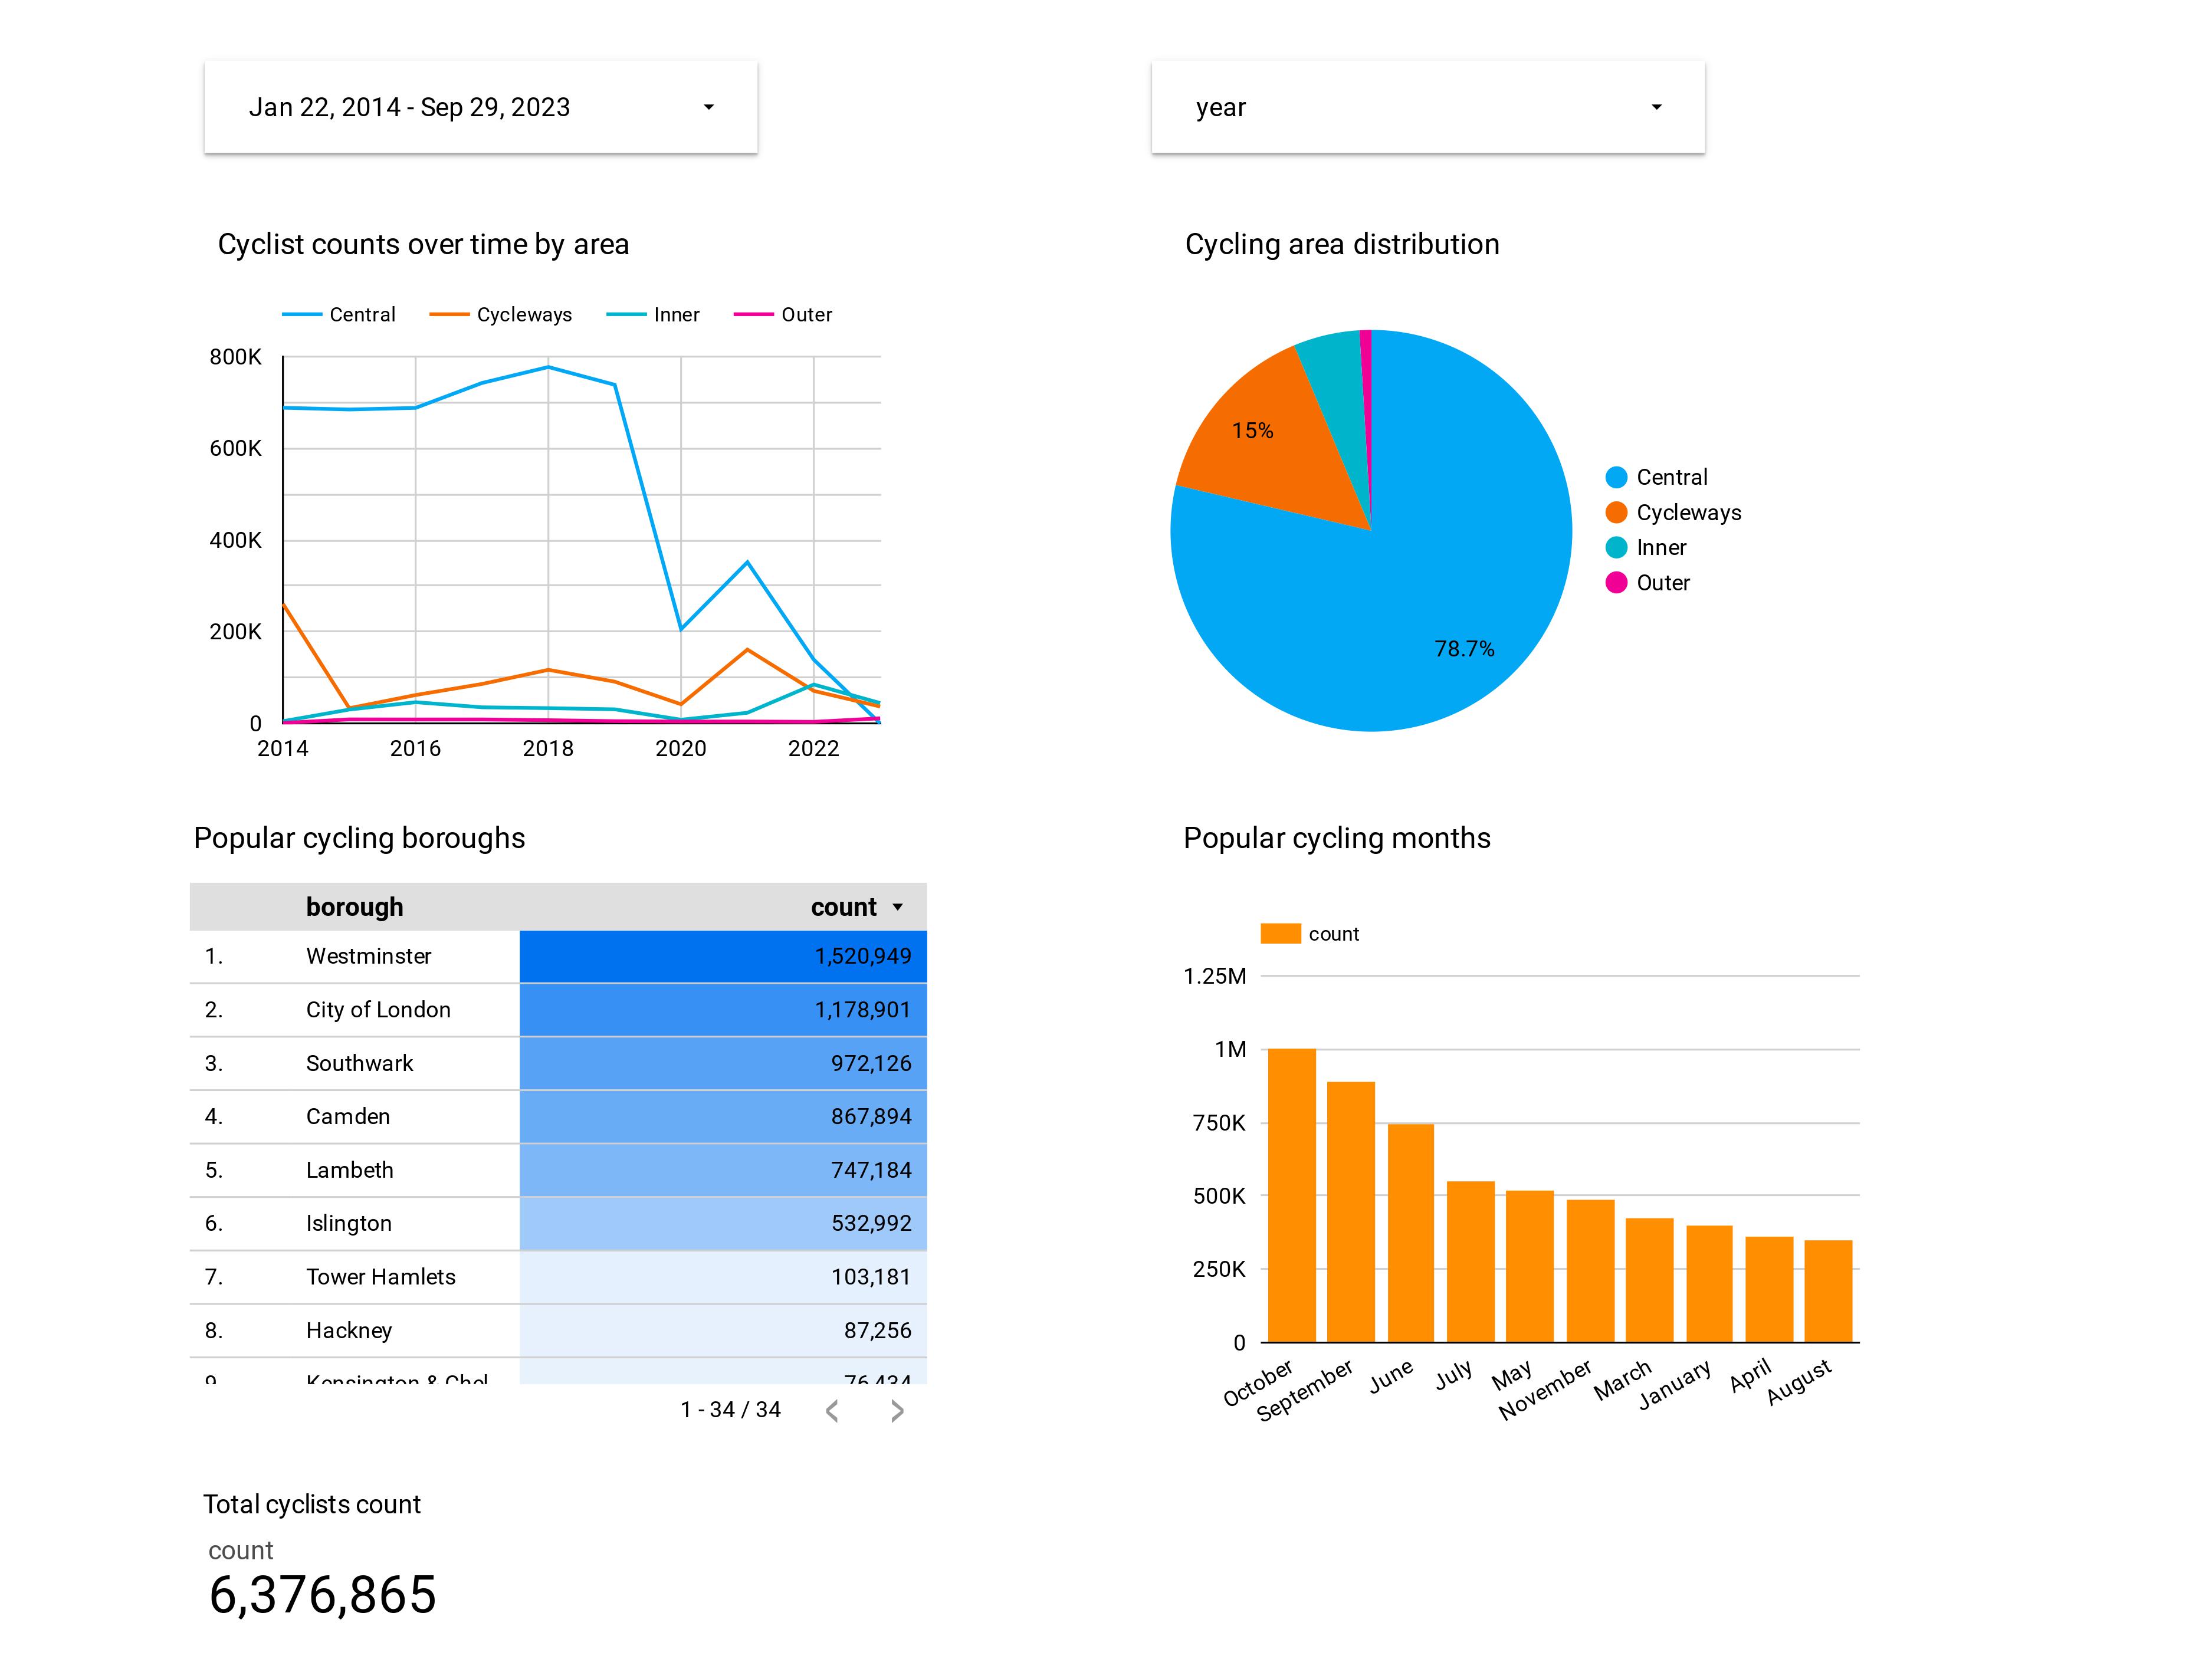 Jan 22, 2014 - Sep 29, 2023
year
Cyclist counts over time by area
Central Cycleways Inner Outer
800K
600K
400K
200K
0
2014 2016 2018 2020 2022
Cycling area distribution
15%
78.7%
Central
Cycleways
Inner
Outer
Popular cycling boroughs
borough count
1. Westminster 1,520,949
2. City of London 1,178,901
3. Southwark 972,126
4. Camden 867,894
5. Lambeth 747,184
6. Islington 532,992
7. Tower Hamlets 103,181
8. Hackney 87,256
9. Kensington & Chel 76,434
1 - 34 / 34
Popular cycling months
count
1.25M
1M
750K
500K
250K
0
October September June July May November March January April August
Total cyclists count
count
6,376,865